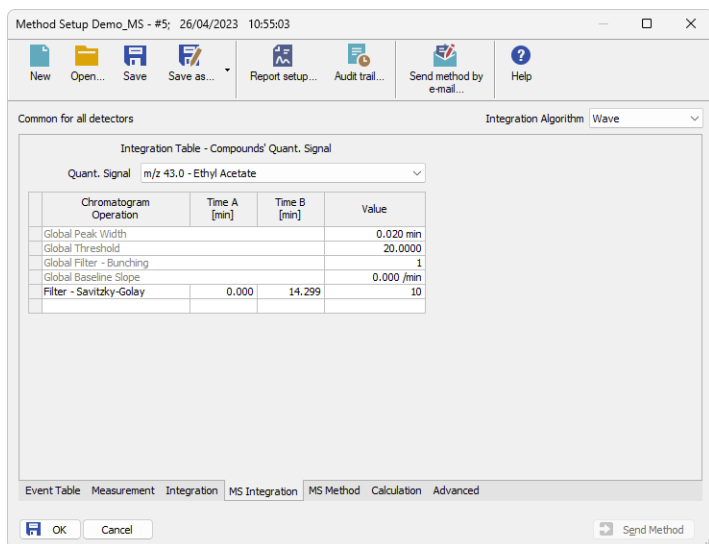 Method Setup Demo_MS - #5; 26/04/2023 10:55:03
New Open... Save Save as... Report setup... Audit trail... Send method by e-mail... Help
Common for all detectors Integration Algorithm Wave
Integration Table - Compounds' Quant. Signal
Quant. Signal m/z 43.0 - Ethyl Acetate
Chromatogram Operation Time A [min] Time B [min] Value
Global Peak Width 0.020 min
Global Threshold 20.0000
Global Filter - Bunching 1
Global Baseline Slope 0.000 /min
Filter - Savitzky-Golay 0.000 14.299 10
Event Table Measurement Integration MS Integration MS Method Calculation Advanced
OK Cancel Send Method